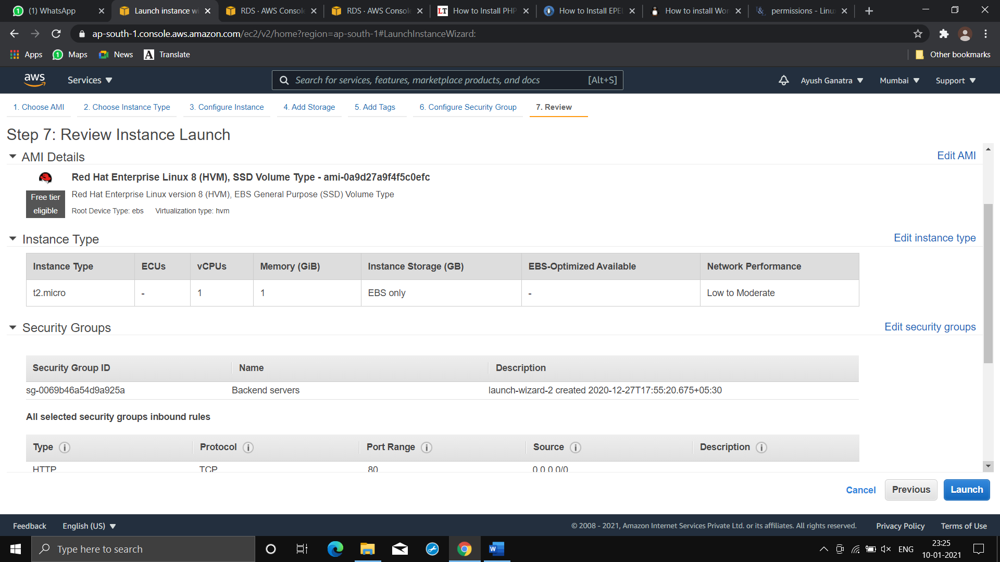 (1) WhatsApp
Launch instance wi
RDS · AWS Console
RDS · AWS Console
LT How to Install PHP
How to Install EPEL
How to install Wor
permissions - Linu
ap-south-1.console.aws.amazon.com/ec2/v2/home?region=ap-south-1#LaunchInstanceWizard:
Apps Maps News A Translate Other bookmarks
aws Services Search for services, features, marketplace products, and docs [Alt+S] Ayush Ganatra Mumbai Support
1. Choose AMI 2. Choose Instance Type 3. Configure Instance 4. Add Storage 5. Add Tags 6. Configure Security Group 7. Review
Step 7: Review Instance Launch
AMI Details Edit AMI
Red Hat Enterprise Linux 8 (HVM), SSD Volume Type - ami-0a9d27a9f4f5c0efc
Free tier eligible
Red Hat Enterprise Linux version 8 (HVM), EBS General Purpose (SSD) Volume Type
Root Device Type: ebs Virtualization type: hvm
Instance Type Edit instance type
Instance Type ECUs vCPUs Memory (GiB) Instance Storage (GB) EBS-Optimized Available Network Performance
t2.micro - 1 1 EBS only - Low to Moderate
Security Groups Edit security groups
Security Group ID Name Description
sg-0069b46a54d9a925a Backend servers launch-wizard-2 created 2020-12-27T17:55:20.675+05:30
All selected security groups inbound rules
Type Protocol Port Range Source Description
HTTP TCP 80 0.0.0.0/0
Cancel Previous Launch
Feedback English (US) © 2008 - 2021, Amazon Internet Services Private Ltd. or its affiliates. All rights reserved. Privacy Policy Terms of Use
Type here to search
ENG
23:25
10-01-2021